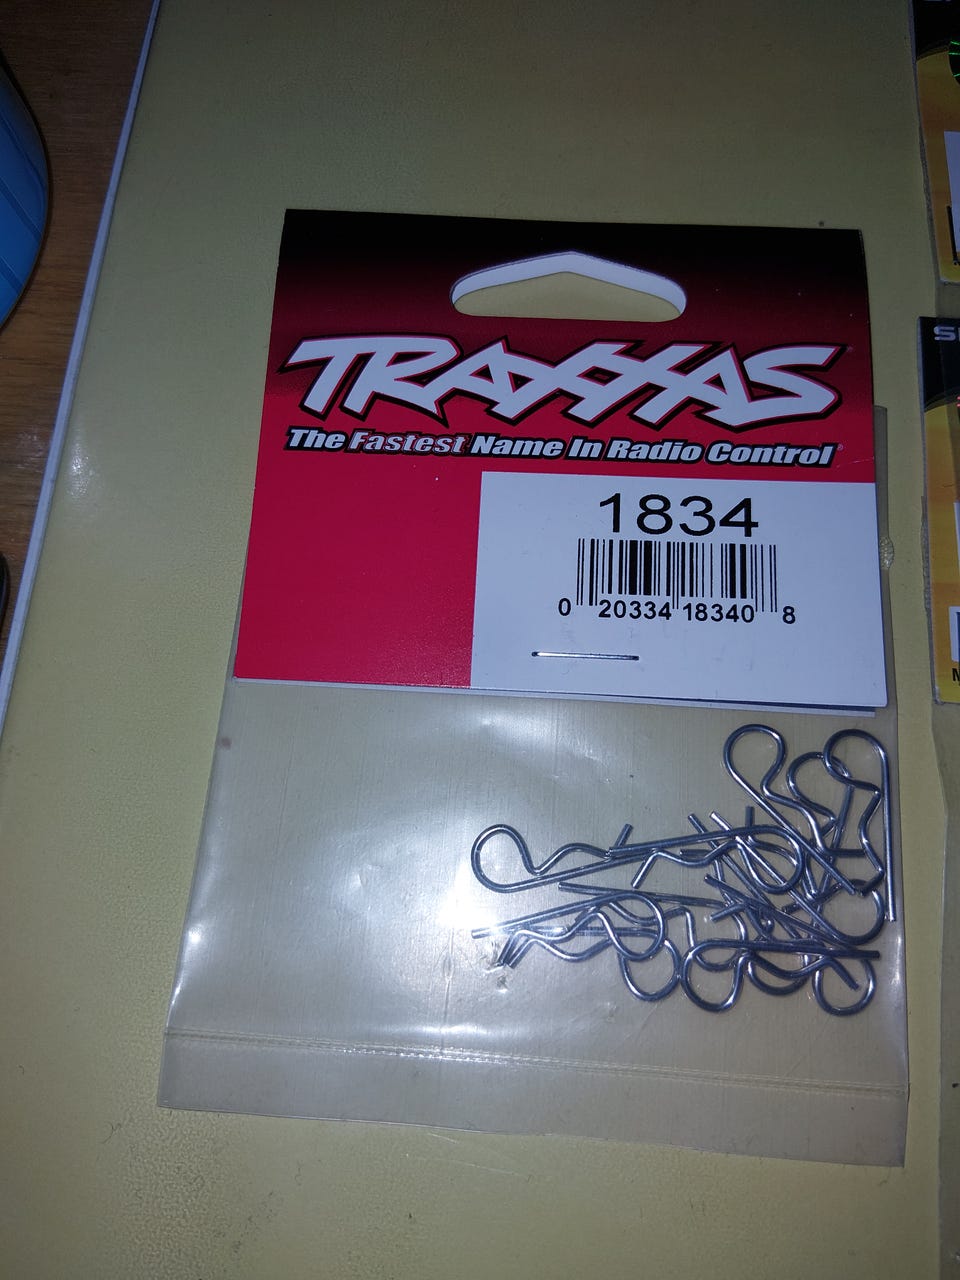 TRAXXAS
The Fastest Name In Radio Control
1834
0 20334 18340 8